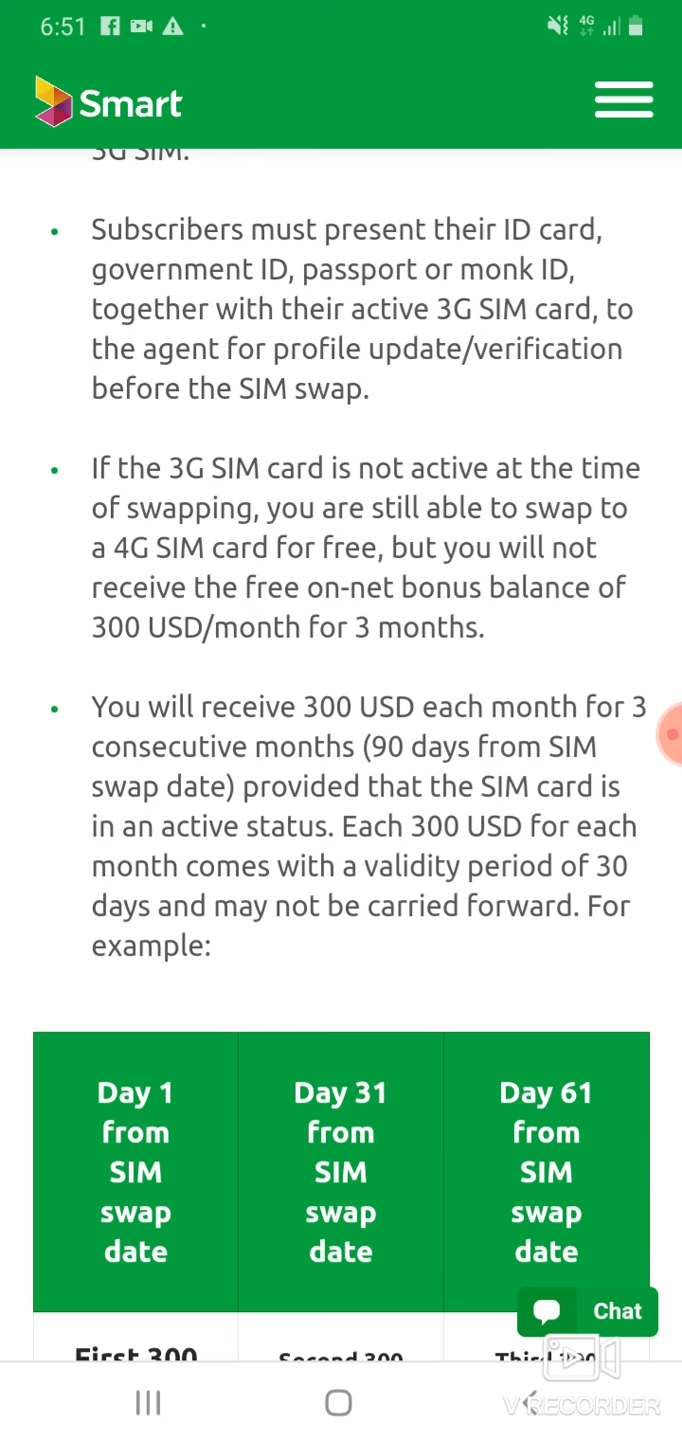 6:51
4G
Smart
3G SIM.
Subscribers must present their ID card,
government ID, passport or monk ID,
together with their active 3G SIM card, to
the agent for profile update/verification
before the SIM swap.
If the 3G SIM card is not active at the time
of swapping, you are still able to swap to
a 4G SIM card for free, but you will not
receive the free on-net bonus balance of
300 USD/month for 3 months.
You will receive 300 USD each month for 3
consecutive months (90 days from SIM
swap date) provided that the SIM card is
in an active status. Each 300 USD for each
month comes with a validity period of 30
days and may not be carried forward. For
example:
Day 1
from
SIM
swap
date
Day 31
from
SIM
swap
date
Day 61
from
SIM
swap
date
Chat
First 300
Second 300
Third 300
V RECORDER